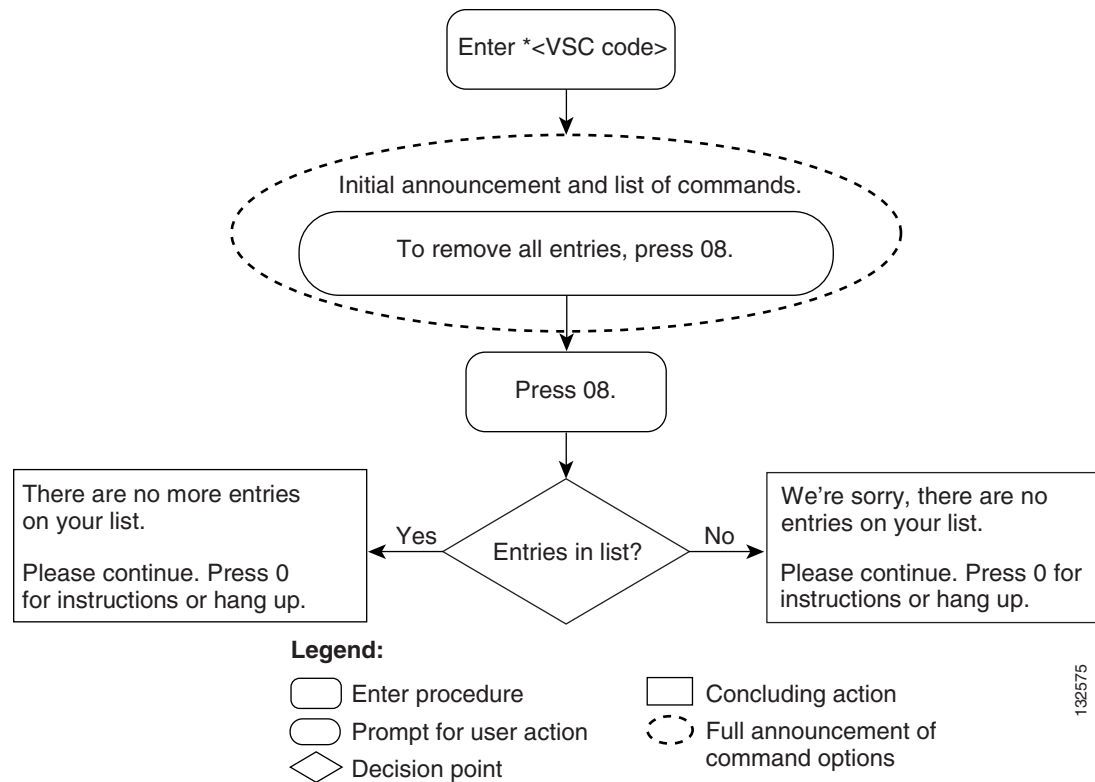 Enter *<VSC code>
Initial announcement and list of commands.
To remove all entries, press 08.
Press 08.
There are no more entries
on your list.
Please continue. Press 0
for instructions or hang up.
Yes
Entries in list?
No
We're sorry, there are no
entries on your list.
Please continue. Press 0 for
instructions or hang up.
Legend:
Enter procedure
Prompt for user action
Decision point
Concluding action
Full announcement of
command options
132575